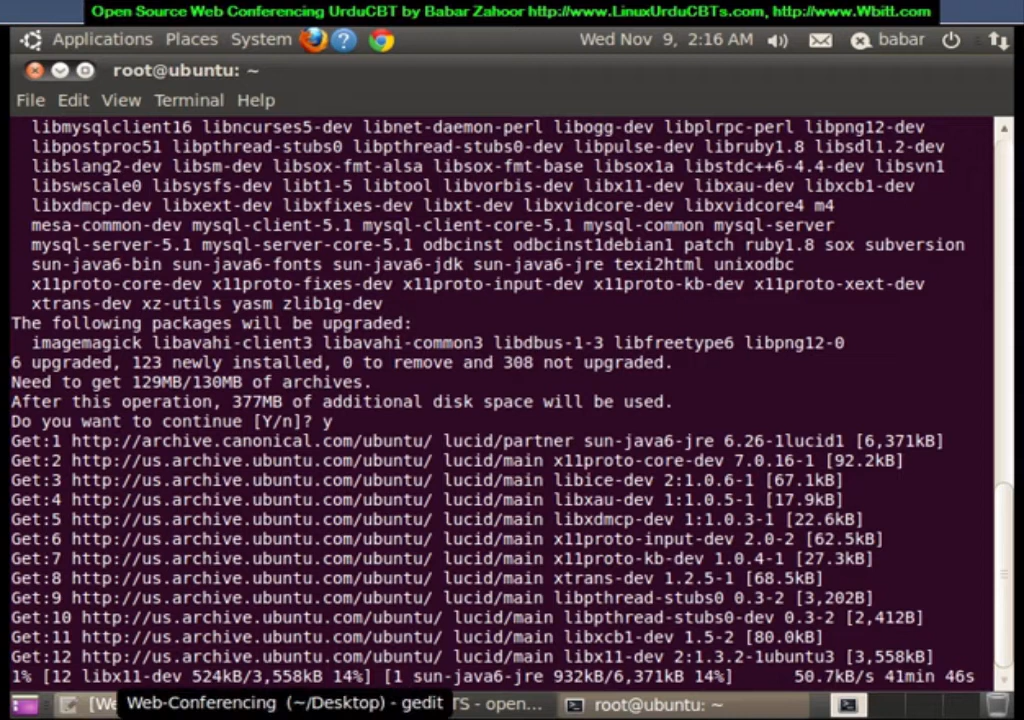 Open Source Web Conferencing UrduCBT by Babar Zahoor http://www.LinuxUrduCBTs.com, http://www.Wbitt.com
Applications Places System ? Wed Nov 9, 2:16 AM babar
root@ubuntu: ~
File Edit View Terminal Help
libmysqlclient16 libncurses5-dev libnet-daemon-perl libogg-dev libplrpc-perl libpng12-dev
libpostproc51 libpthread-stubs0 libpthread-stubs0-dev libpulse-dev libruby1.8 libsdl1.2-dev
libslang2-dev libsm-dev libsox-fmt-alsa libsox-fmt-base libsox1a libstdc++6-4.4-dev libsvn1
libswscale0 libsysfs-dev libt1-5 libtool libvorbis-dev libx11-dev libxau-dev libxcb1-dev
libxdmcp-dev libxext-dev libxfixes-dev libxt-dev libxvidcore-dev libxvidcore4 m4
mesa-common-dev mysql-client-5.1 mysql-client-core-5.1 mysql-common mysql-server
mysql-server-5.1 mysql-server-core-5.1 odbcinst odbcinst1debian1 patch ruby1.8 sox subversion
sun-java6-bin sun-java6-fonts sun-java6-jdk sun-java6-jre texi2html unixodbc
x11proto-core-dev x11proto-fixes-dev x11proto-input-dev x11proto-kb-dev x11proto-xext-dev
xtrans-dev xz-utils yasm zlib1g-dev
The following packages will be upgraded:
imagemagick libavahi-client3 libavahi-common3 libdbus-1-3 libfreetype6 libpng12-0
6 upgraded, 123 newly installed, 0 to remove and 308 not upgraded.
Need to get 129MB/130MB of archives.
After this operation, 377MB of additional disk space will be used.
Do you want to continue [Y/n]? y
Get:1 http://archive.canonical.com/ubuntu/ lucid/partner sun-java6-jre 6.26-1lucid1 [6,371kB]
Get:2 http://us.archive.ubuntu.com/ubuntu/ lucid/main x11proto-core-dev 7.0.16-1 [92.2kB]
Get:3 http://us.archive.ubuntu.com/ubuntu/ lucid/main libice-dev 2:1.0.6-1 [67.1kB]
Get:4 http://us.archive.ubuntu.com/ubuntu/ lucid/main libxau-dev 1:1.0.5-1 [17.9kB]
Get:5 http://us.archive.ubuntu.com/ubuntu/ lucid/main libxdmcp-dev 1:1.0.3-1 [22.6kB]
Get:6 http://us.archive.ubuntu.com/ubuntu/ lucid/main x11proto-input-dev 2.0-2 [62.5kB]
Get:7 http://us.archive.ubuntu.com/ubuntu/ lucid/main x11proto-kb-dev 1.0.4-1 [27.3kB]
Get:8 http://us.archive.ubuntu.com/ubuntu/ lucid/main xtrans-dev 1.2.5-1 [68.5kB]
Get:9 http://us.archive.ubuntu.com/ubuntu/ lucid/main libpthread-stubs0 0.3-2 [3,202B]
Get:10 http://us.archive.ubuntu.com/ubuntu/ lucid/main libpthread-stubs0-dev 0.3-2 [2,412B]
Get:11 http://us.archive.ubuntu.com/ubuntu/ lucid/main libxcb1-dev 1.5-2 [80.0kB]
Get:12 http://us.archive.ubuntu.com/ubuntu/ lucid/main libx11-dev 2:1.3.2-1ubuntu3 [3,558kB]
1% [12 libx11-dev 524kB/3,558kB 14%] [1 sun-java6-jre 932kB/6,371kB 14%] 50.7kB/s 41min 46s
[We Web-Conferencing (~/Desktop) - gedit TS - open... root@ubuntu: ~